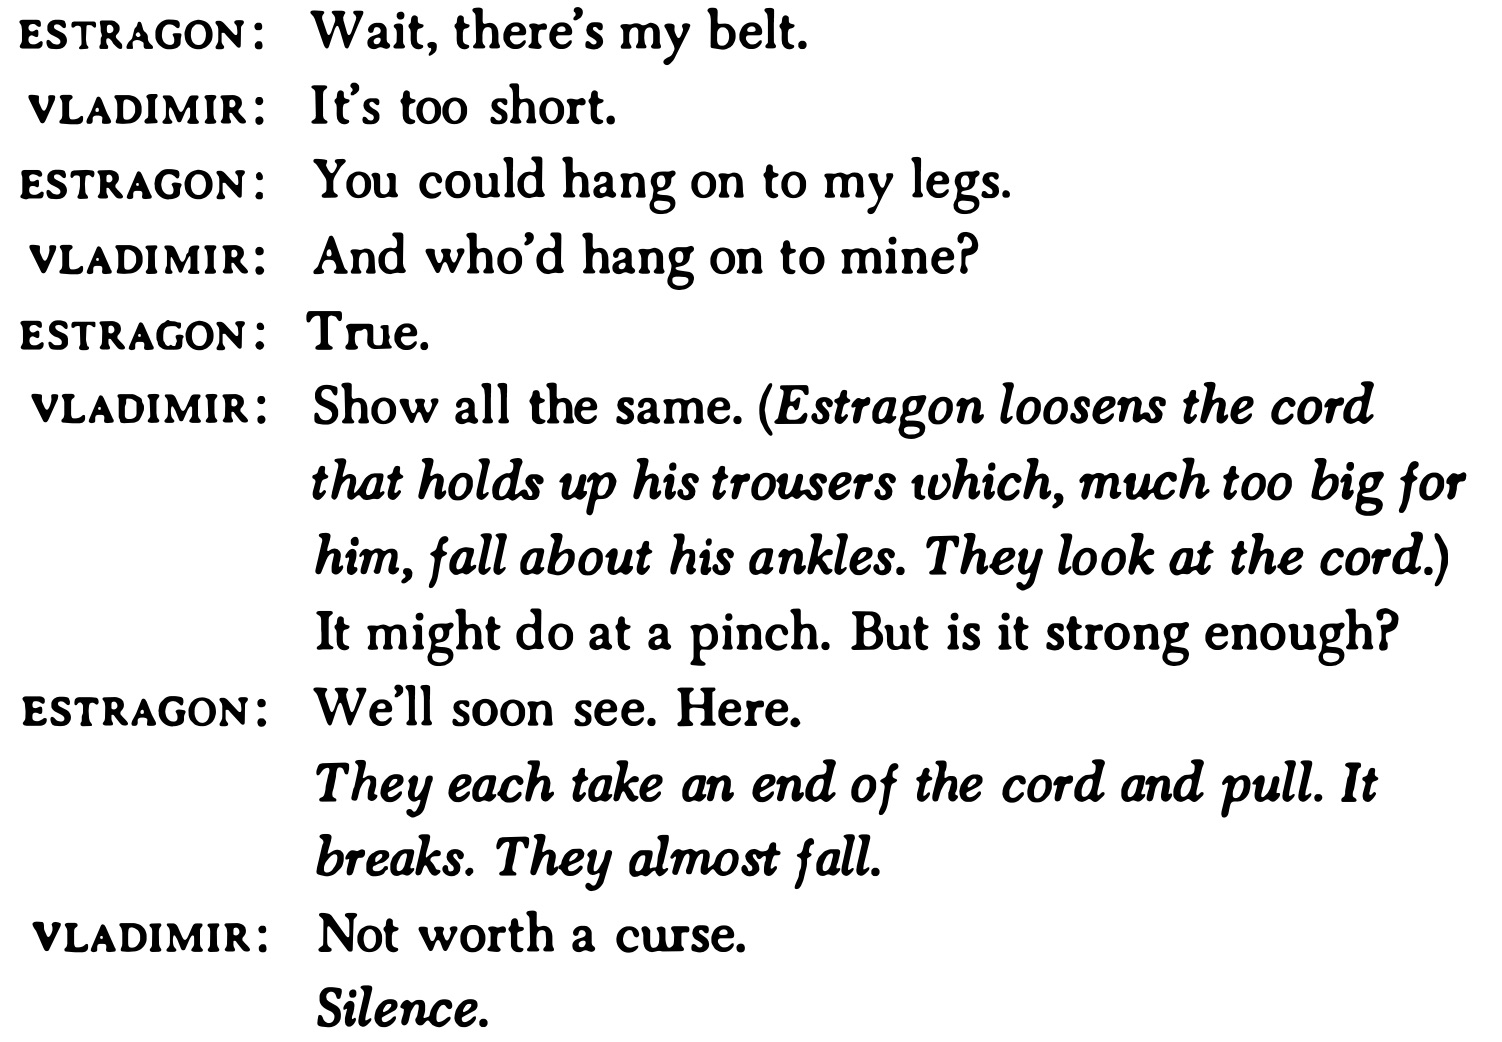 ESTRAGON: Wait, there's my belt.
VLADIMIR: It's too short.
ESTRAGON: You could hang on to my legs.
VLADIMIR: And who'd hang on to mine?
ESTRAGON: True.
VLADIMIR: Show all the same. (Estragon loosens the cord
that holds up his trousers which, much too big for
him, fall about his ankles. They look at the cord.)
It might do at a pinch. But is it strong enough?
ESTRAGON: We'll soon see. Here.
They each take an end of the cord and pull. It
breaks. They almost fall.
VLADIMIR: Not worth a curse.
Silence.